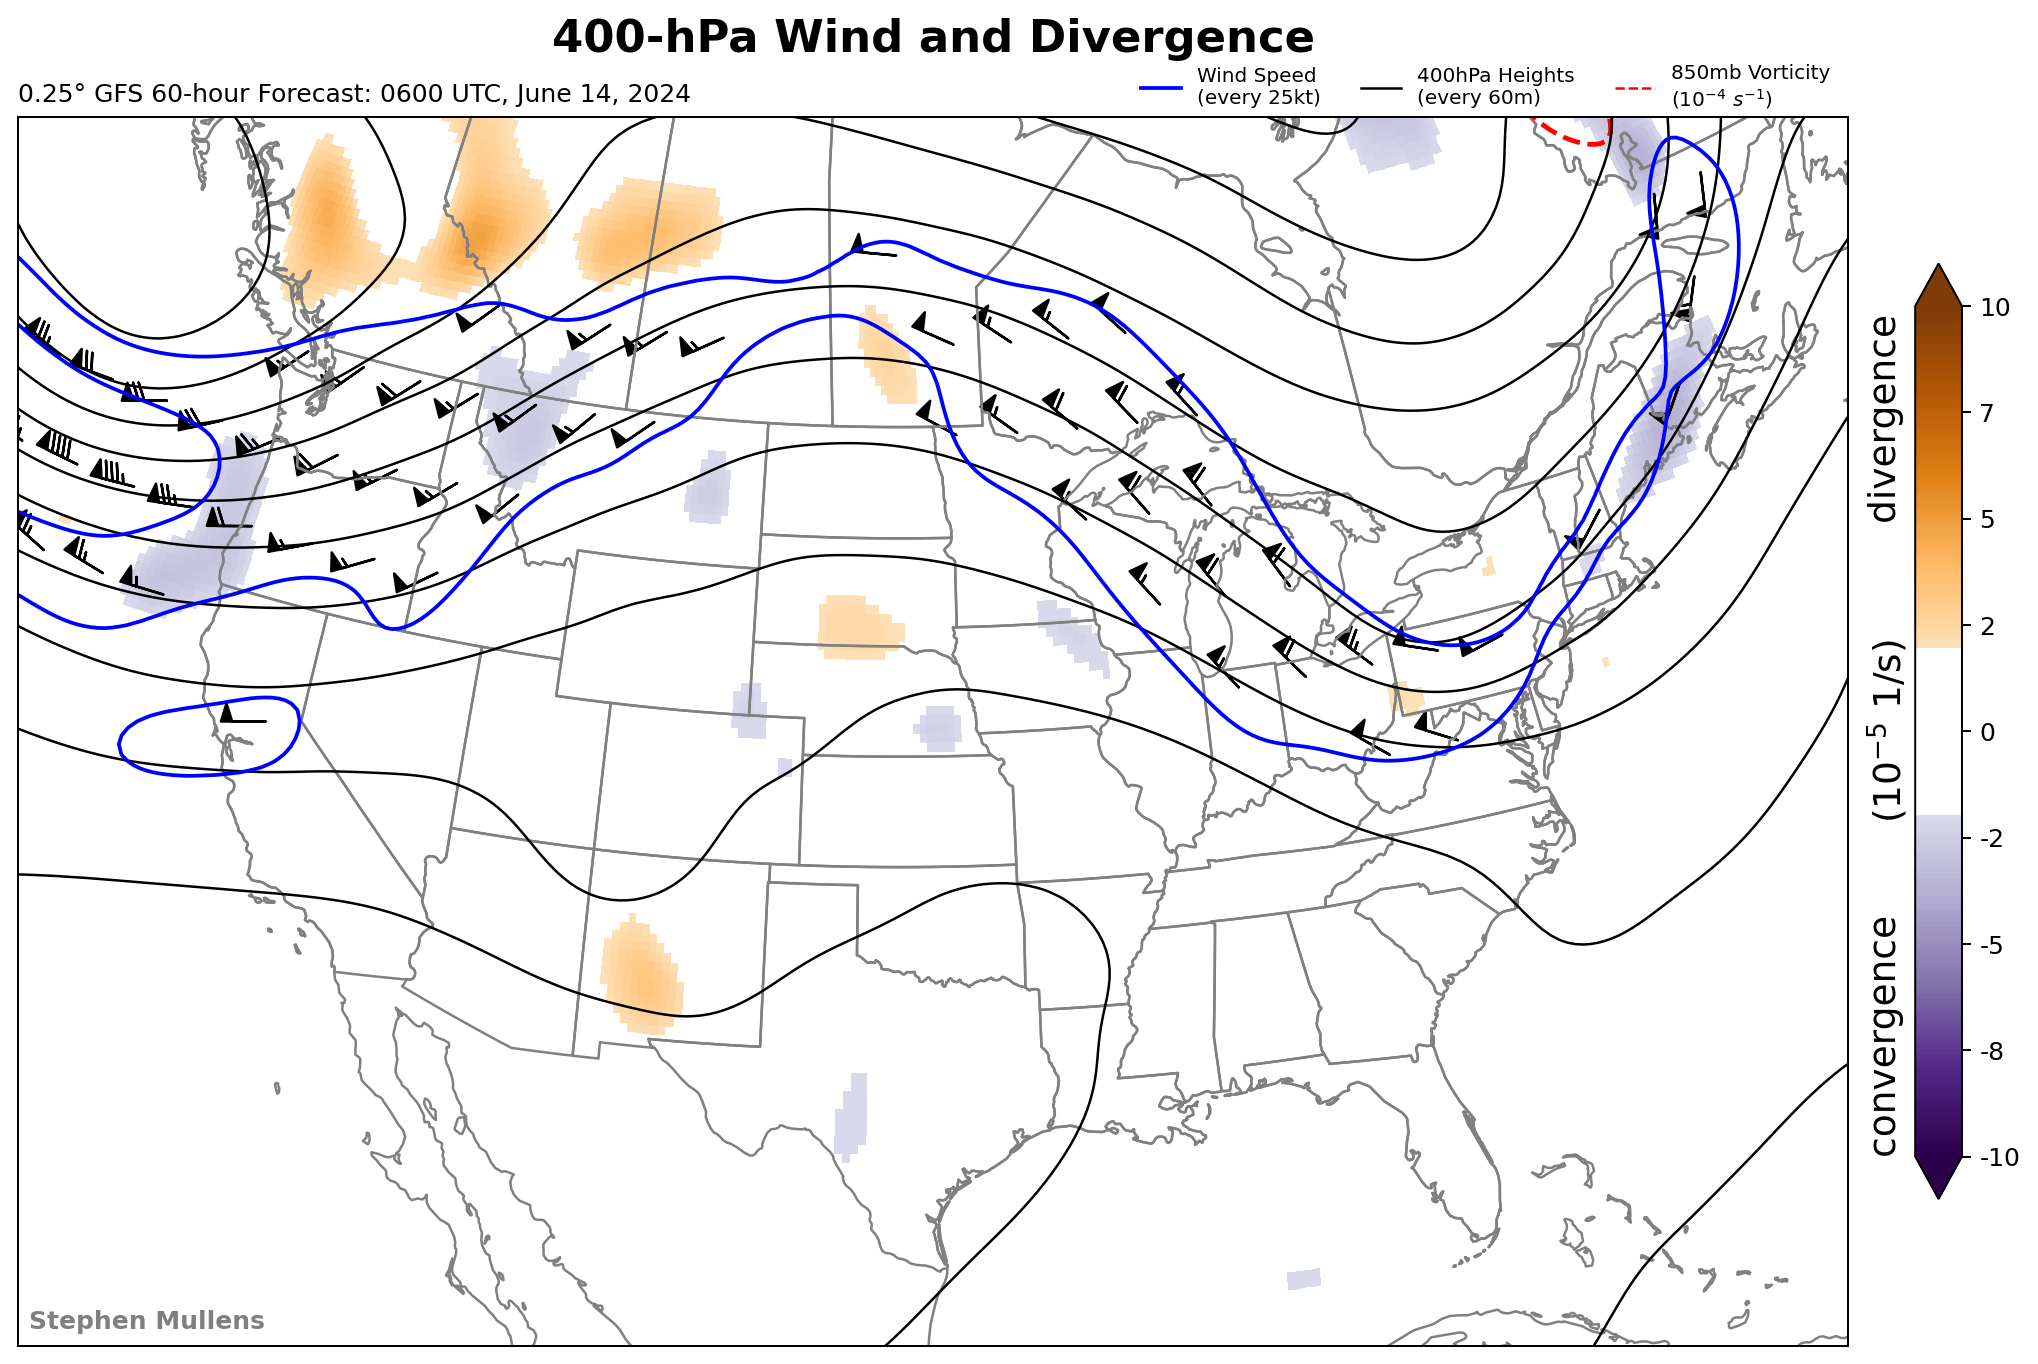 400-hPa Wind and Divergence
0.25° GFS 60-hour Forecast: 0600 UTC, June 14, 2024
Wind Speed
(every 25kt)
400hPa Heights
(every 60m)
850mb Vorticity
(10⁻⁴ s⁻¹)
10
7
5
2
0
-2
-5
-8
-10
convergence (10⁻⁵ 1/s) divergence
Stephen Mullens